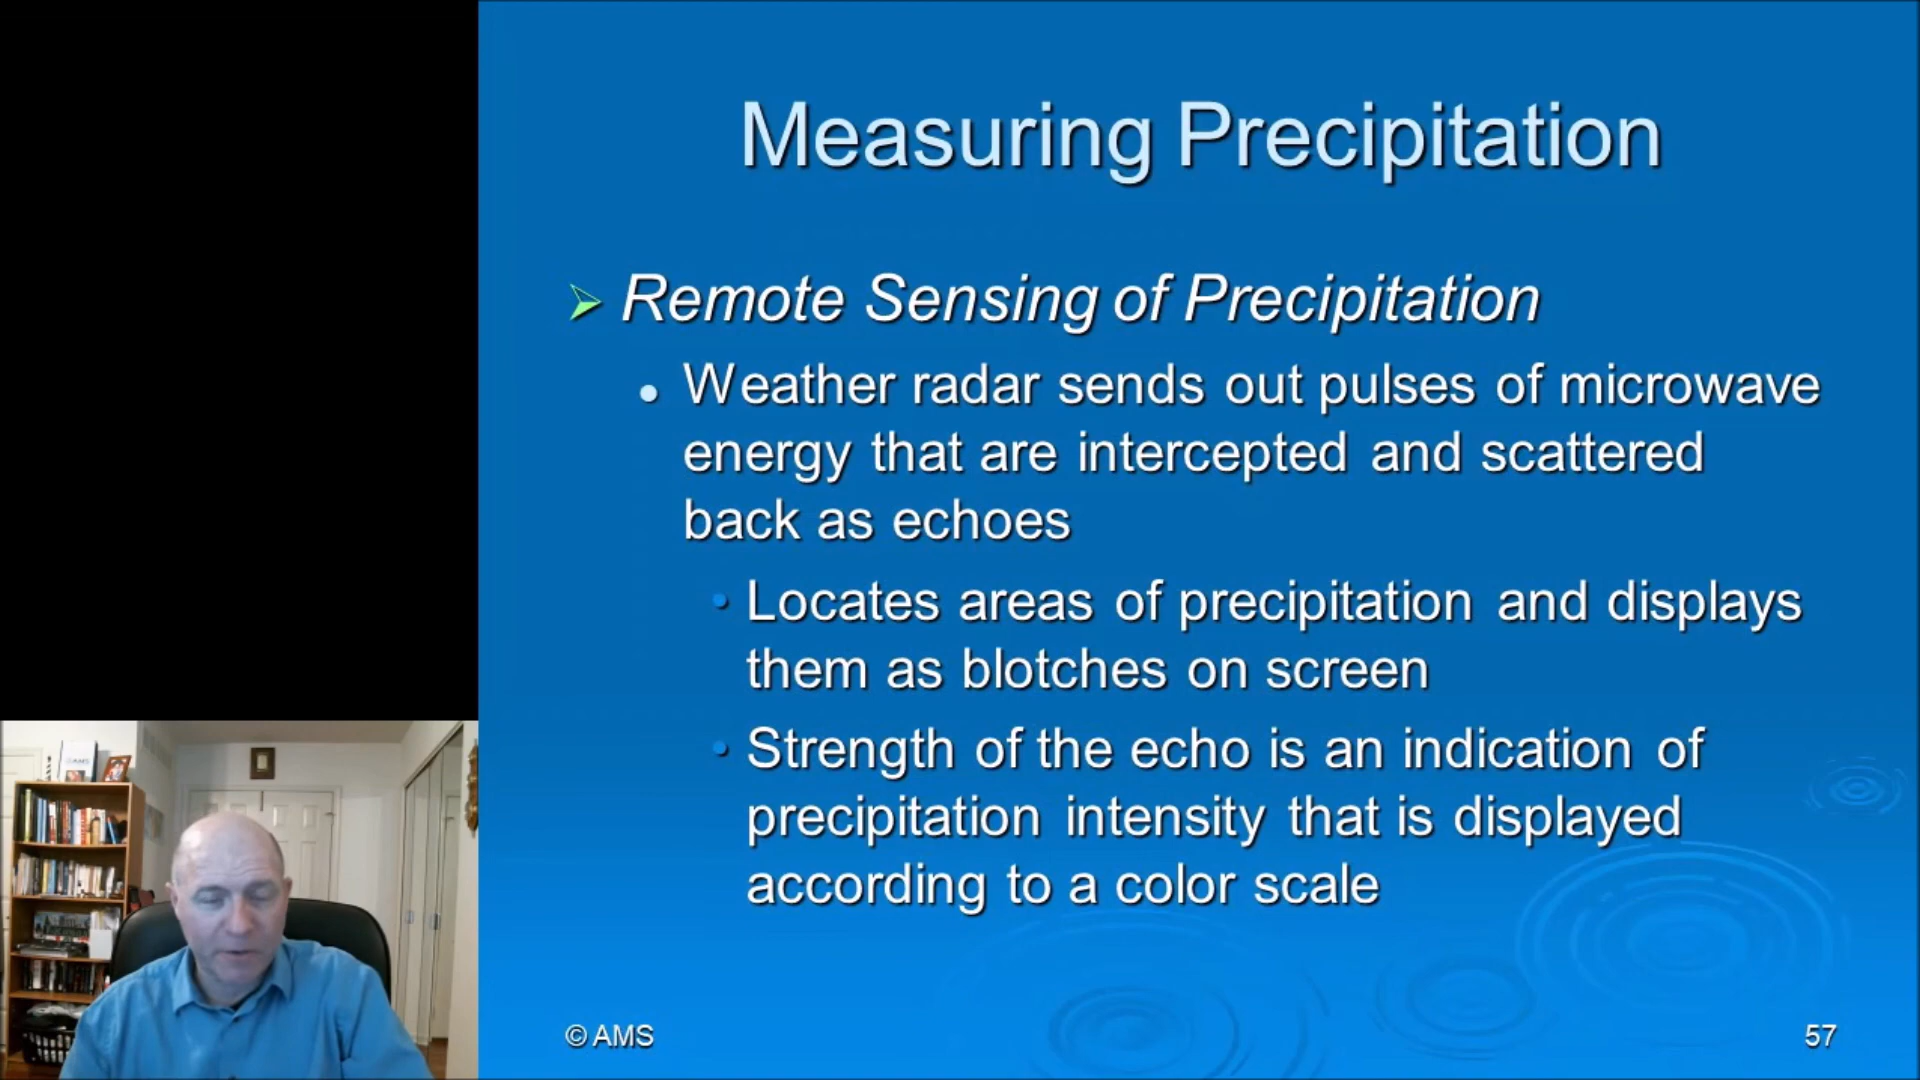 Measuring Precipitation
Remote Sensing of Precipitation
Weather radar sends out pulses of microwave
energy that are intercepted and scattered
back as echoes
Locates areas of precipitation and displays
them as blotches on screen
Strength of the echo is an indication of
precipitation intensity that is displayed
according to a color scale
© AMS
57